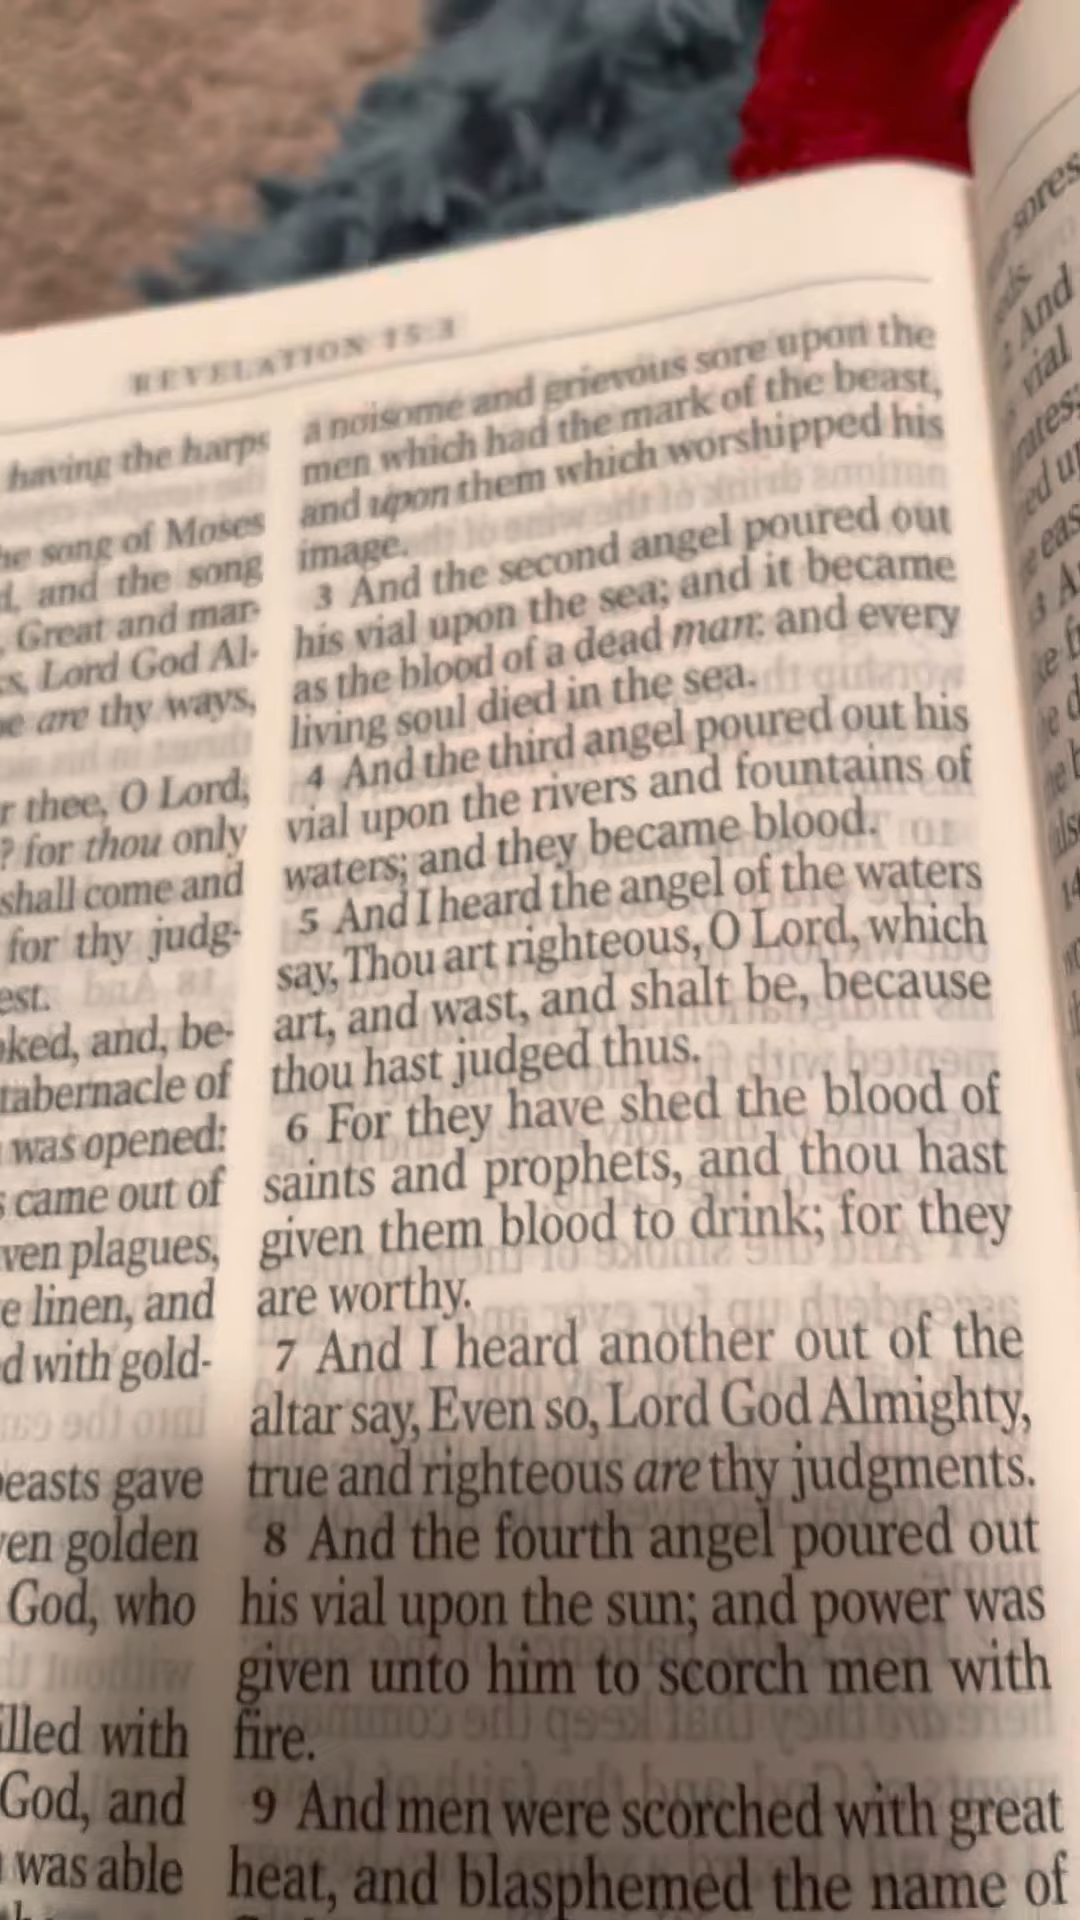 REVELATION 15:3
having the harps
he song of Moses
d, and the song
Great and mar-
s, Lord God Al-
are thy ways,
r thee, O Lord,
? for thou only
shall come and
for thy judg-
est.
ked, and, be-
tabernacle of
was opened:
came out of
ven plagues,
e linen, and
d with gold-
beasts gave
ven golden
God, who
illed with
God, and
was able
a noisome and grievous sore upon the
men which had the mark of the beast,
and upon them which worshipped his
image.
3 And the second angel poured out
his vial upon the sea; and it became
as the blood of a dead man: and every
living soul died in the sea.
4 And the third angel poured out his
vial upon the rivers and fountains of
waters; and they became blood.
5 And I heard the angel of the waters
say, Thou art righteous, O Lord, which
art, and wast, and shalt be, because
thou hast judged thus.
6 For they have shed the blood of
saints and prophets, and thou hast
given them blood to drink; for they
are worthy.
7 And I heard another out of the
altar say, Even so, Lord God Almighty,
true and righteous are thy judgments.
8 And the fourth angel poured out
his vial upon the sun; and power was
given unto him to scorch men with
fire.
9 And men were scorched with great
heat, and blasphemed the name of
sores
And
vial